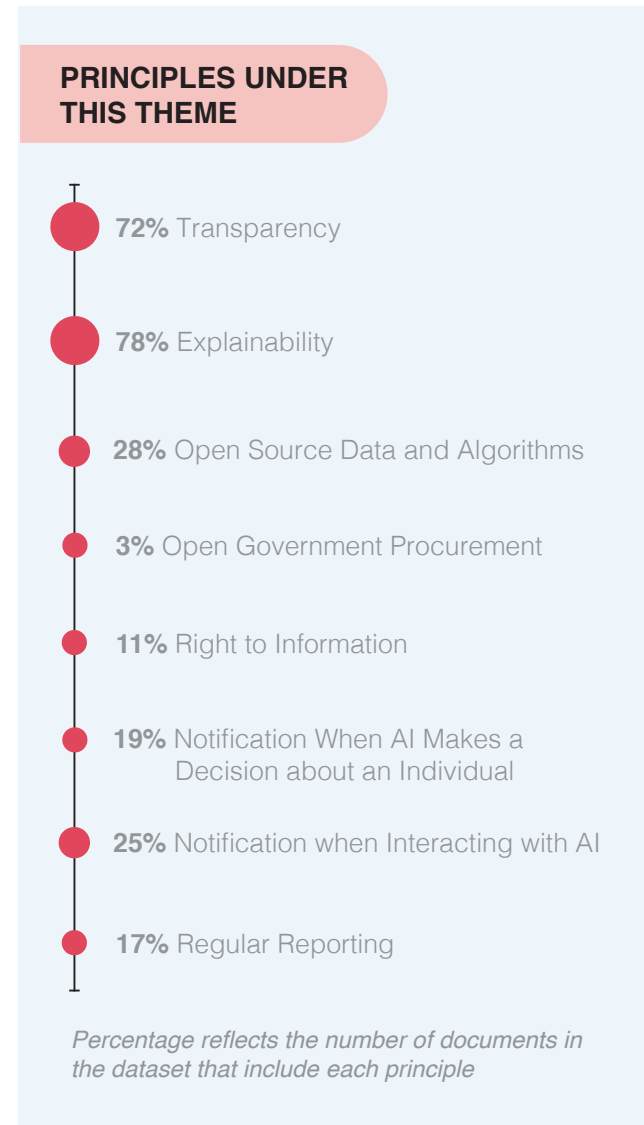 PRINCIPLES UNDER
THIS THEME
72% Transparency
78% Explainability
28% Open Source Data and Algorithms
3% Open Government Procurement
11% Right to Information
19% Notification When AI Makes a
Decision about an Individual
25% Notification when Interacting with AI
17% Regular Reporting
Percentage reflects the number of documents in
the dataset that include each principle